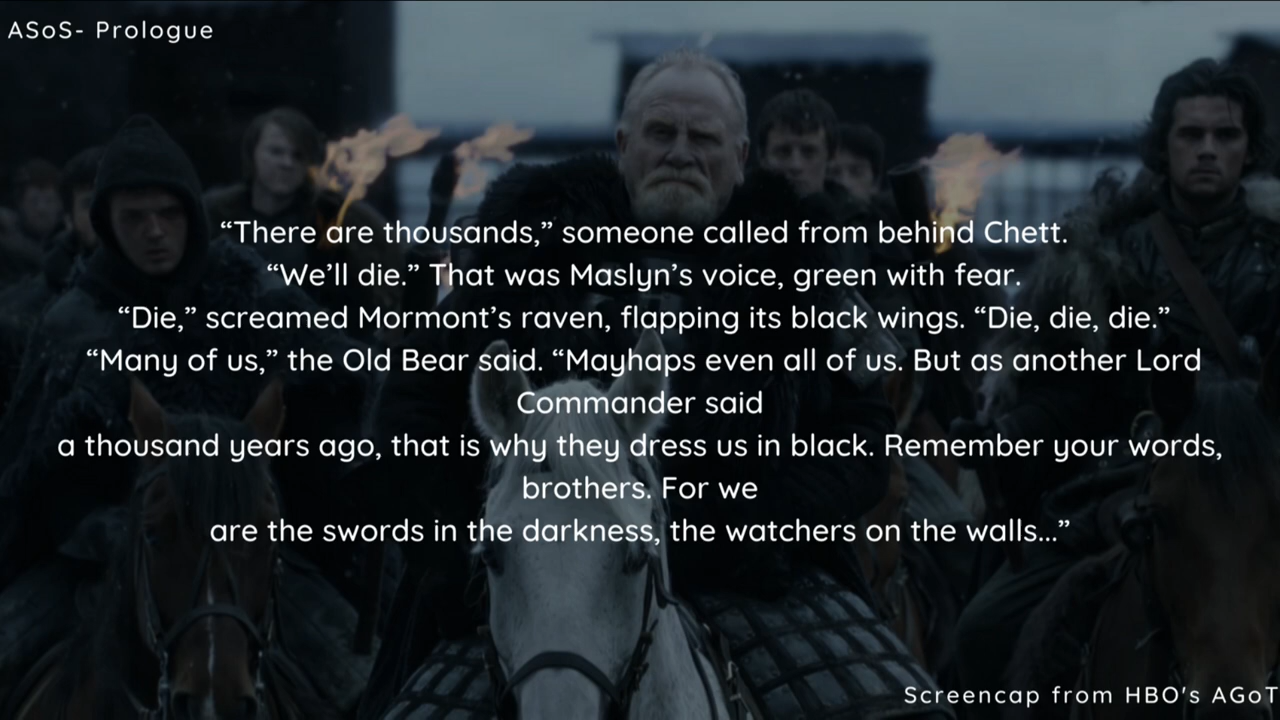 ASoS- Prologue
“There are thousands,” someone called from behind Chett.
“We’ll die.” That was Maslyn’s voice, green with fear.
“Die,” screamed Mormont’s raven, flapping its black wings. “Die, die, die.”
“Many of us,” the Old Bear said. “Mayhaps even all of us. But as another Lord
Commander said
a thousand years ago, that is why they dress us in black. Remember your words,
brothers. For we
are the swords in the darkness, the watchers on the walls...”
Screencap from HBO's AGoT